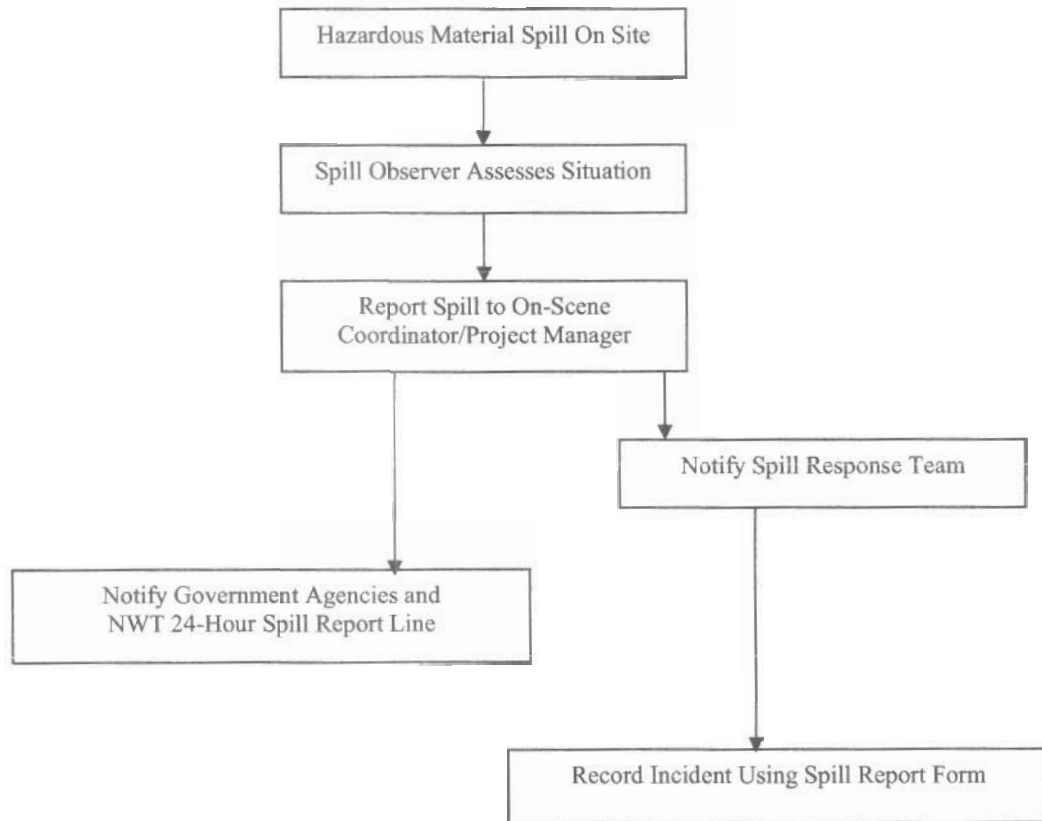 Hazardous Material Spill On Site
Spill Observer Assesses Situation
Report Spill to On-Scene
Coordinator/Project Manager
Notify Spill Response Team
Notify Government Agencies and
NWT 24-Hour Spill Report Line
Record Incident Using Spill Report Form